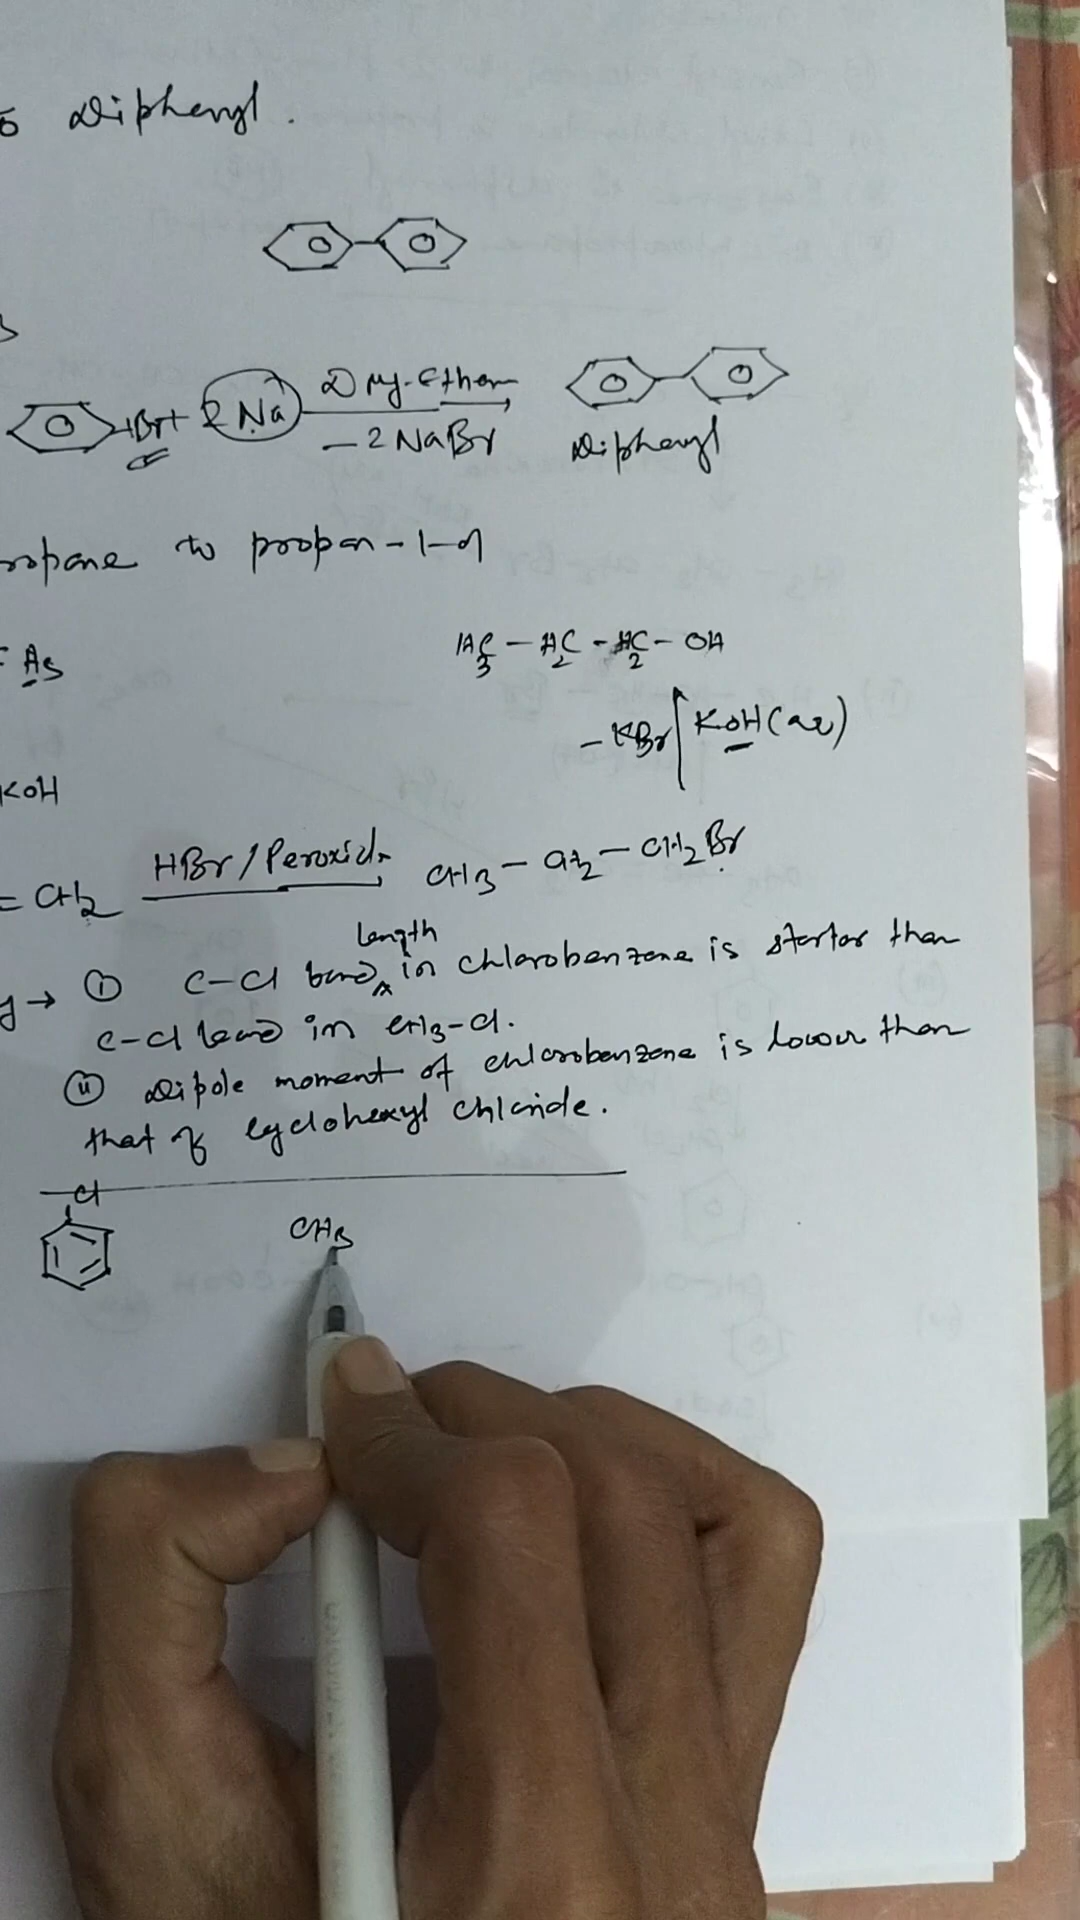 Diphenyl.
Br + 2Na Dry-Ether
- 2NaBr
Diphenyl
ropane to propan-1-ol
As
H3C - H2C - H2C - OH
- KBr KOH(aq)
KOH
= CH2 HBr/Peroxide CH3 - CH2 - CH2Br
length
y → (i) C-Cl bond in chlorobenzene is shorter than
C-Cl bond in CH3-Cl.
(ii) Dipole moment of chlorobenzene is lower than
that of cyclohexyl chloride.
Cl
CH3